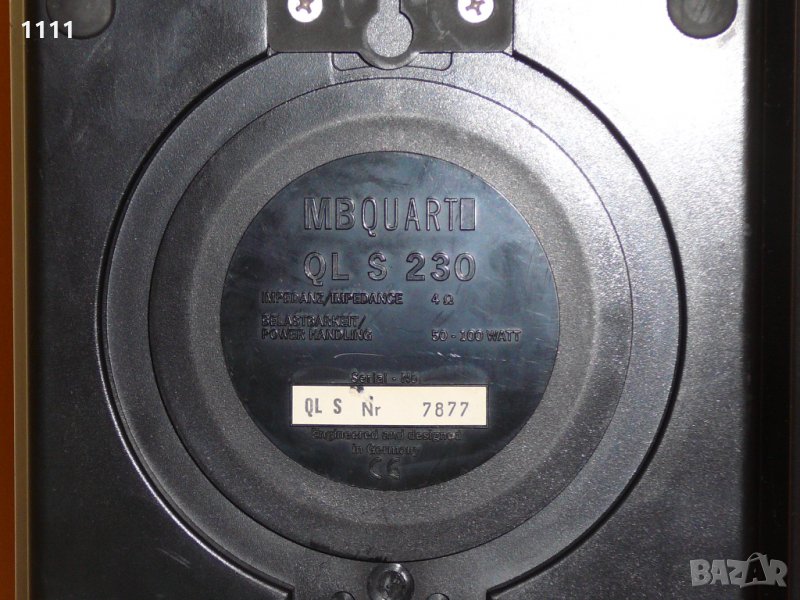 1111
MBQUART
QL S 230
IMPEDANZ/IMPEDANCE 4 Ω
BELASTBARKEIT/
POWER HANDLING 50 - 100 WATT
Serial - No
QL S Nr 7877
Engineered and designed
in Germany
CE
BAZAR